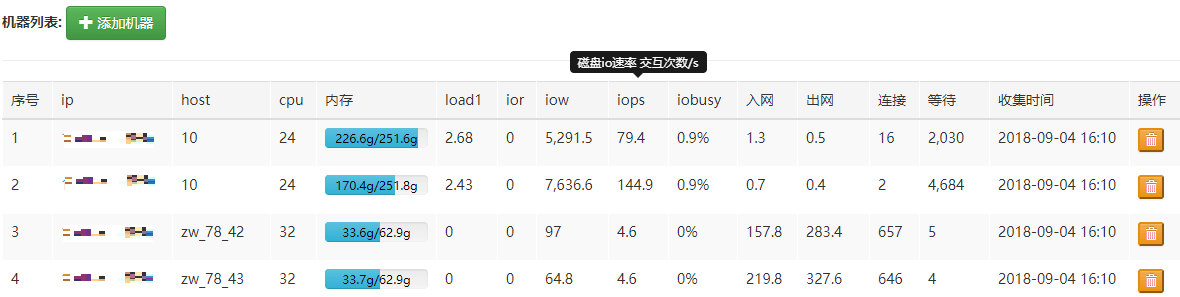 机器列表: 添加机器
磁盘io速率 交互次数/s
序号 ip host cpu 内存 load1 ior iow iops iobusy 入网 出网 连接 等待 收集时间 操作
1 10 24 226.6g/251.6g 2.68 0 5,291.5 79.4 0.9% 1.3 0.5 16 2,030 2018-09-04 16:10
2 10 24 170.4g/251.8g 2.43 0 7,636.6 144.9 0.9% 0.7 0.4 2 4,684 2018-09-04 16:10
3 zw_78_42 32 33.6g/62.9g 0 0 97 4.6 0% 157.8 283.4 657 5 2018-09-04 16:10
4 zw_78_43 32 33.7g/62.9g 0 0 64.8 4.6 0% 219.8 327.6 646 4 2018-09-04 16:10